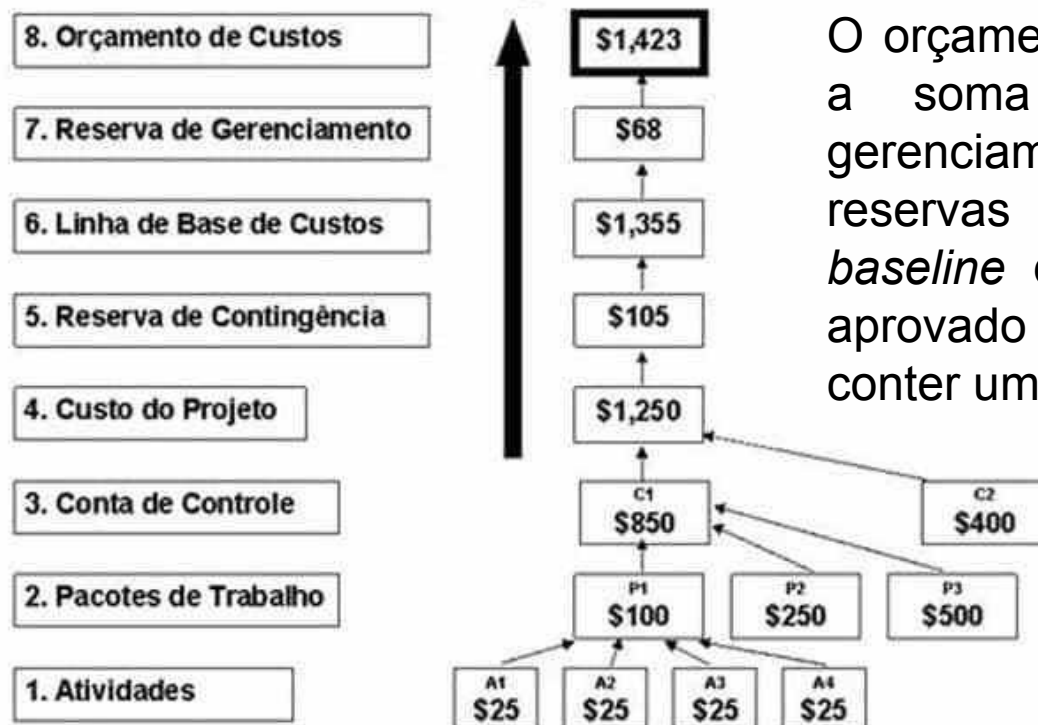 8. Orçamento de Custos
$1,423
7. Reserva de Gerenciamento
$68
6. Linha de Base de Custos
$1,355
5. Reserva de Contingência
$105
4. Custo do Projeto
$1,250
3. Conta de Controle
C1
$850
C2
$400
2. Pacotes de Trabalho
P1
$100
P2
$250
P3
$500
1. Atividades
A1
$25
A2
$25
A3
$25
A4
$25
O orçame
a soma
gerenciam
reservas
baseline
aprovado
conter um